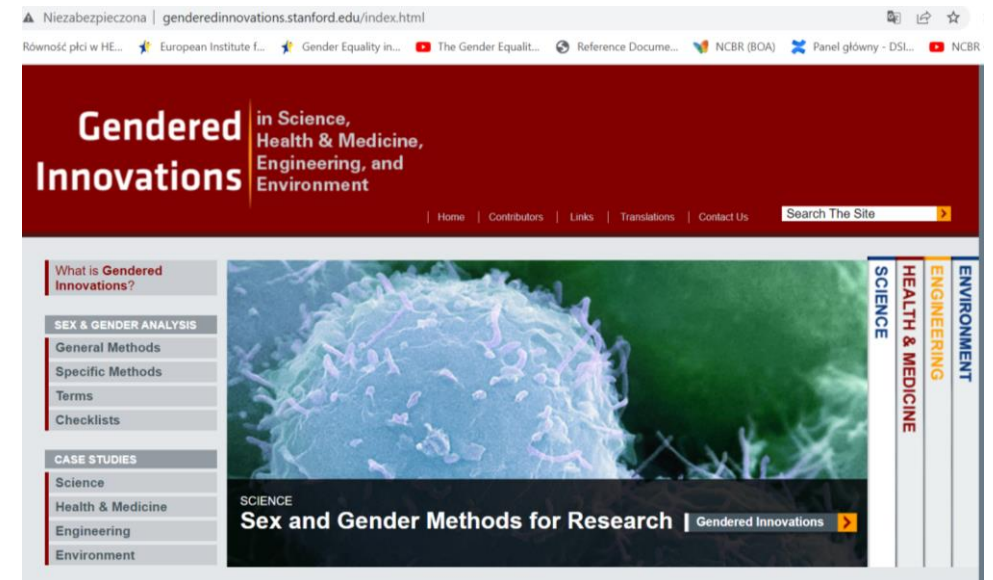 Niezabezpieczona | genderedinnovations.stanford.edu/index.html
Równość płci w HE... European Institute f... Gender Equality in... The Gender Equalit... Reference Docume... NCBR (BOA) Panel główny - DSI... NCBR
Gendered
Innovations
in Science,
Health & Medicine,
Engineering, and
Environment
| Home | Contributors | Links | Translations | Contact Us
Search The Site
What is Gendered
Innovations?
SEX & GENDER ANALYSIS
General Methods
Specific Methods
Terms
Checklists
CASE STUDIES
Science
Health & Medicine
Engineering
Environment
SCIENCE
Sex and Gender Methods for Research | Gendered Innovations
SCIENCE
HEALTH & MEDICINE
ENGINEERING
ENVIRONMENT